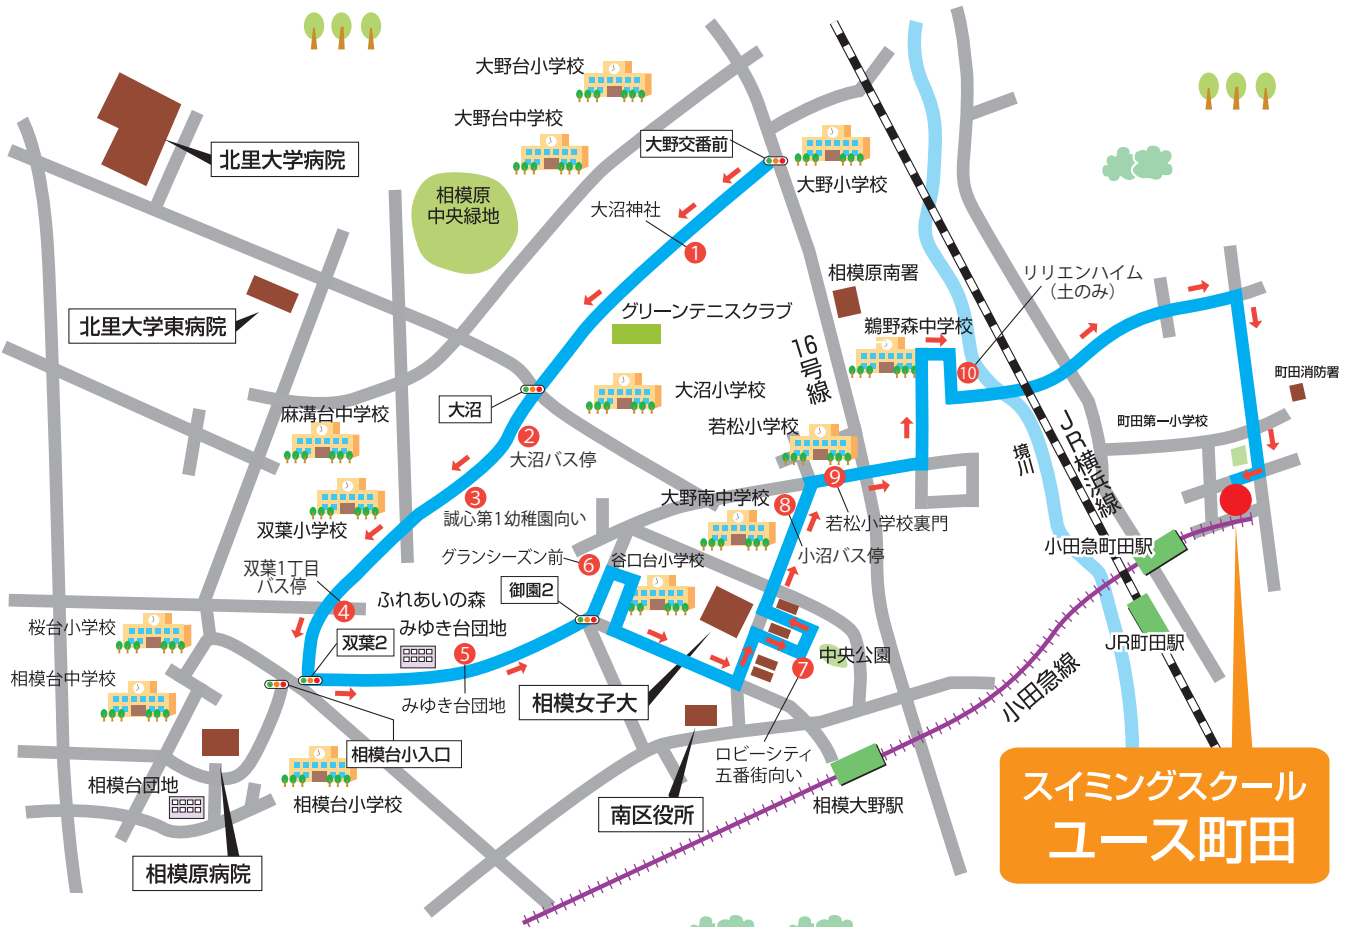 大野台小学校
大野台中学校
北里大学病院
大野交番前
大野小学校
相模原
中央緑地
大沼神社
1
相模原南署
リリエンハイム
(土のみ)
北里大学東病院
グリーンテニスクラブ
鵜野森中学校
16号線
10
町田消防署
大沼小学校
大沼
町田第一小学校
麻溝台中学校
若松小学校
JR横浜線
境川
2
大沼バス停
9
3
大野南中学校
8
誠心第1幼稚園向い
若松小学校裏門
双葉小学校
小田急町田駅
グランシーズン前
6
谷口台小学校
小沼バス停
双葉1丁目
バス停
御園2
4
ふれあいの森
桜台小学校
みゆき台団地
双葉2
5
JR町田駅
中央公園
7
相模台中学校
小田急線
みゆき台団地
相模女子大
相模台小入口
ロビーシティ
五番街向い
相模台団地
相模台小学校
南区役所
相模大野駅
スイミングスクール
ユース町田
相模原病院